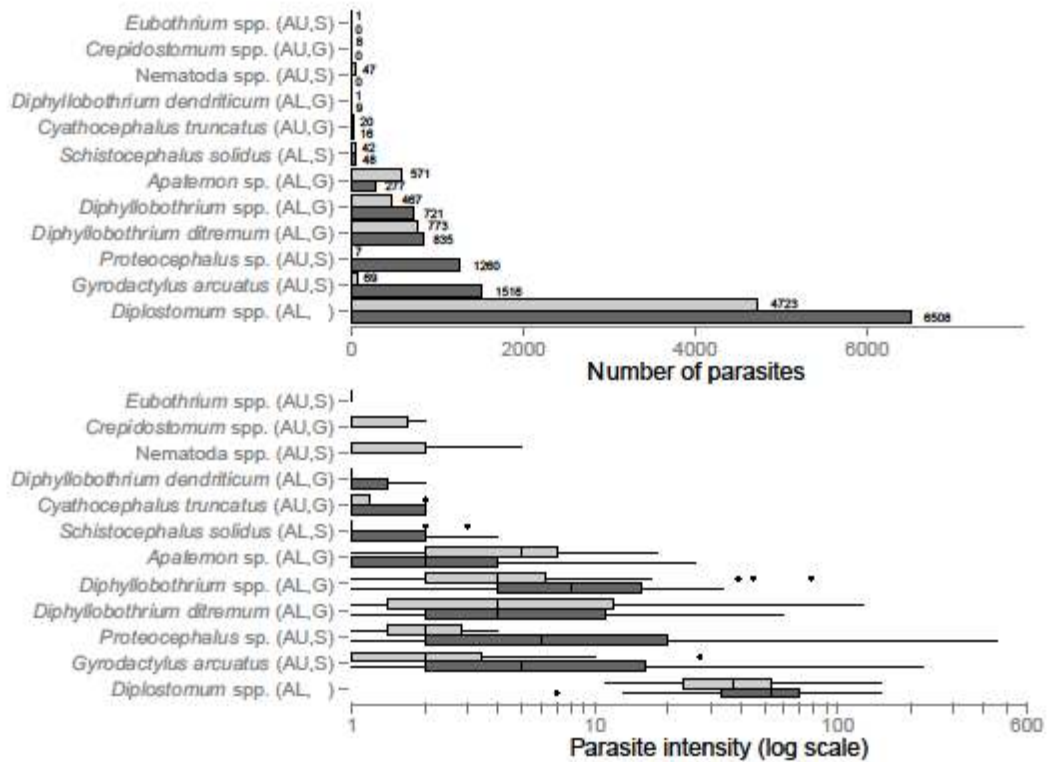 Eubothrium spp. (AU,S) 1
0
Crepidostomum spp. (AU,G) 8
0
Nematoda spp. (AU,S) 47
0
Diphyllobothrium dendriticum (AL,G) 1
9
Cyathocephalus truncatus (AU,G) 20
16
Schistocephalus solidus (AL,S) 42
48
Apatemon sp. (AL,G) 571
277
Diphyllobothrium spp. (AL,G) 467
721
Diphyllobothrium ditremum (AL,G) 773
835
Proteocephalus sp. (AU,S) 7
1260
Gyrodactylus arcuatus (AU,S) 69
1516
Diplostomum spp. (AL, ) 4723
6508
0 2000 4000 6000
Number of parasites
Eubothrium spp. (AU,S)
Crepidostomum spp. (AU,G)
Nematoda spp. (AU,S)
Diphyllobothrium dendriticum (AL,G)
Cyathocephalus truncatus (AU,G)
Schistocephalus solidus (AL,S)
Apatemon sp. (AL,G)
Diphyllobothrium spp. (AL,G)
Diphyllobothrium ditremum (AL,G)
Proteocephalus sp. (AU,S)
Gyrodactylus arcuatus (AU,S)
Diplostomum spp. (AL, )
1 10 100 600
Parasite intensity (log scale)